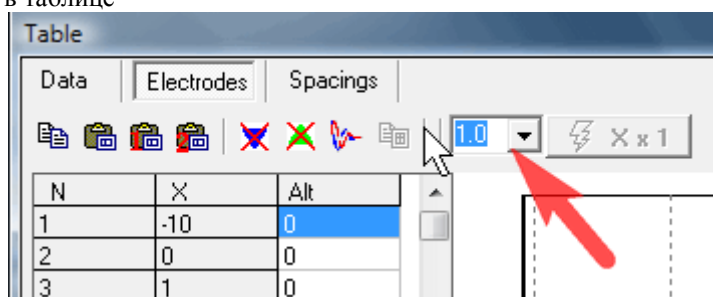 в таблице
Table
Data Electrodes Spacings
1.0 X x 1
N X Alt
1 -10 0
2 0 0
3 1 0